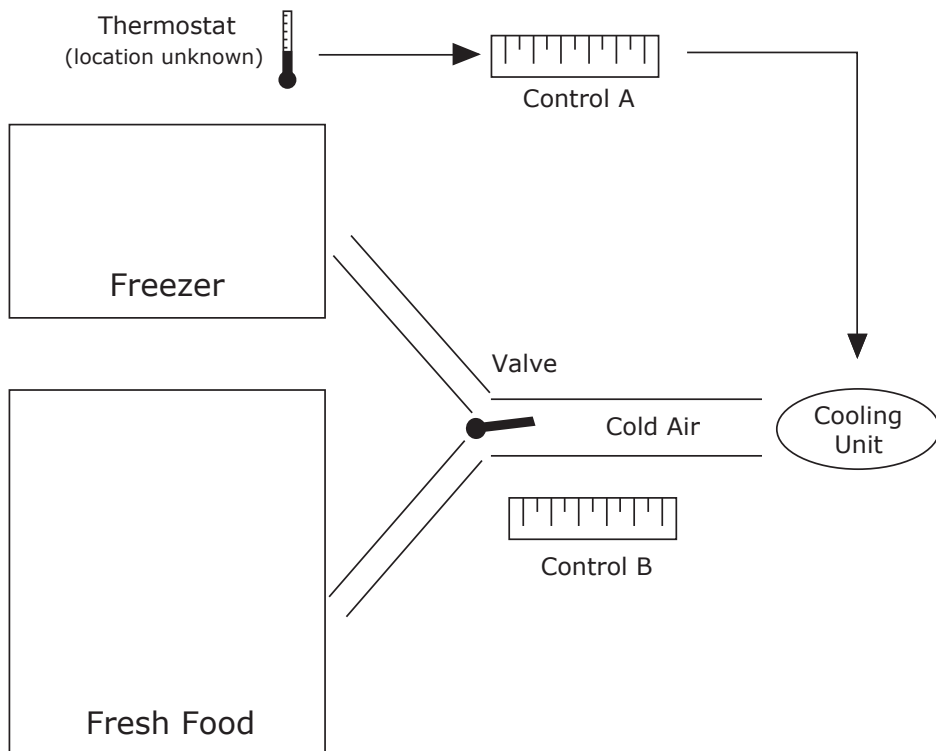 Thermostat
(location unknown)
Control A
Freezer
Valve
Cold Air
Cooling
Unit
Control B
Fresh Food